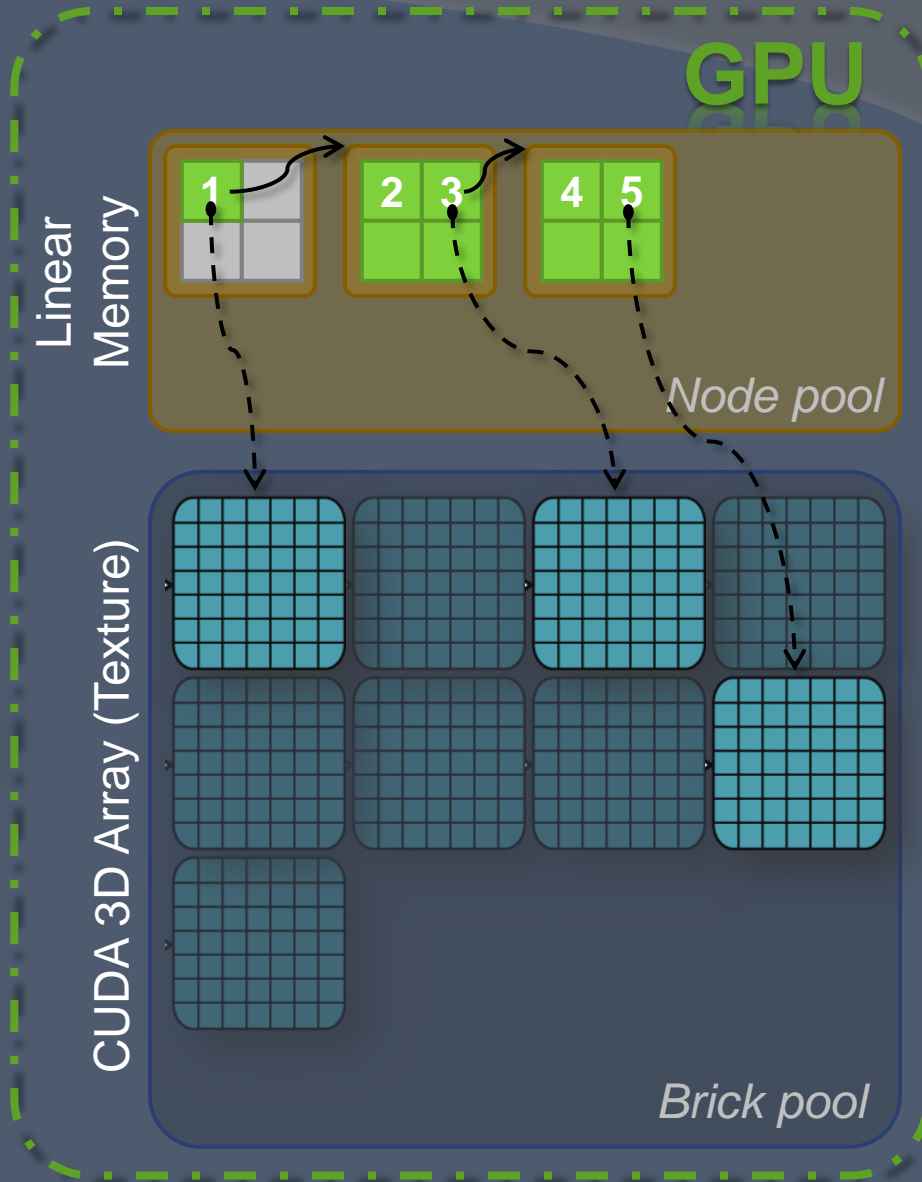 GPU
Linear
Memory
1
2 3
4 5
Node pool
CUDA 3D Array (Texture)
Brick pool